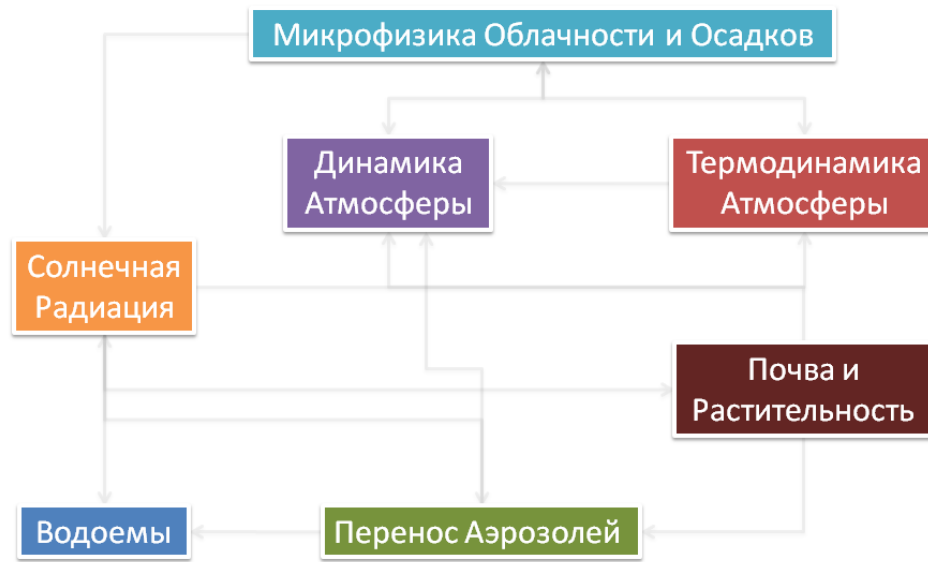 Микрофизика Облачности и Осадков
Динамика
Атмосферы
Термодинамика
Атмосферы
Солнечная
Радиация
Почва и
Растительность
Водоемы
Перенос Аэрозолей